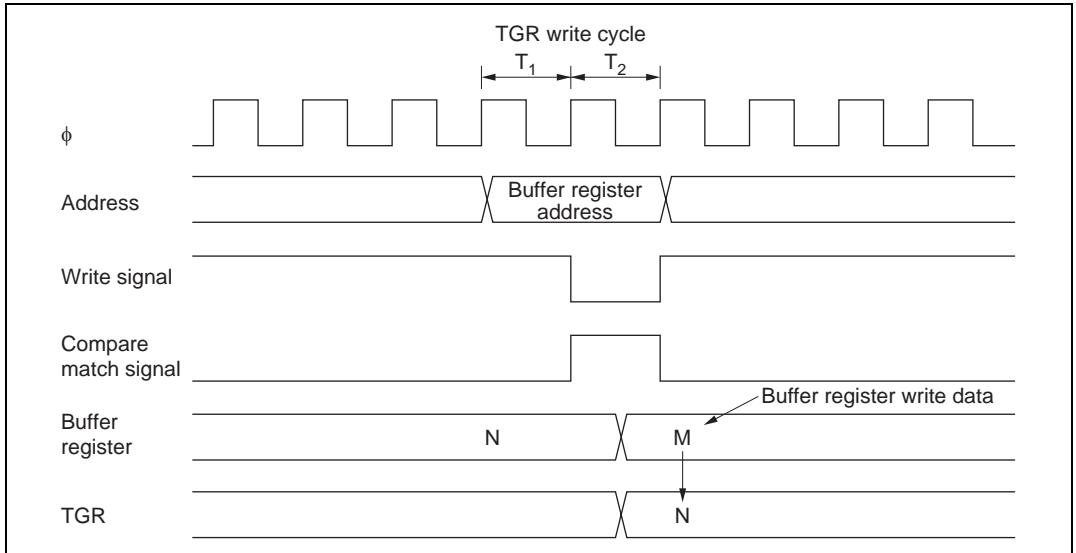 TGR write cycle
T1 T2
ϕ
Address
Buffer register
address
Write signal
Compare
match signal
Buffer register write data
Buffer
register
N M
TGR
N